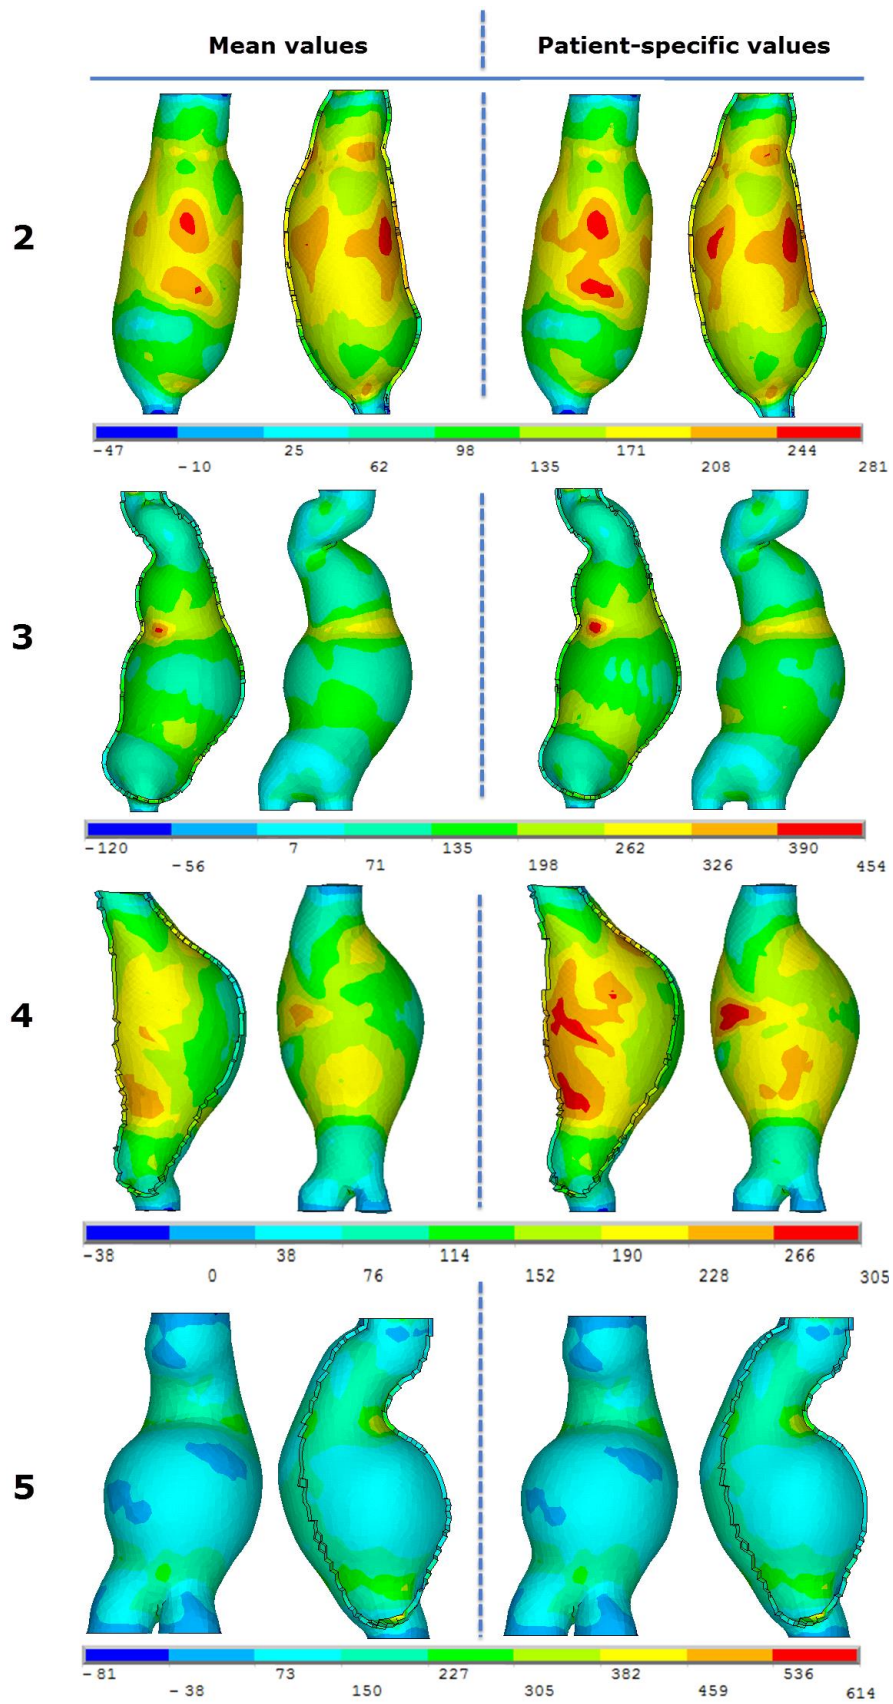 Mean values
Patient-specific values
2
-47 25 98 171 244
-10 62 135 208 281
3
-120 7 135 262 390
-56 71 198 326 454
4
-38 38 114 190 266
0 76 152 228 305
5
-81 73 227 382 536
-38 150 305 459 614